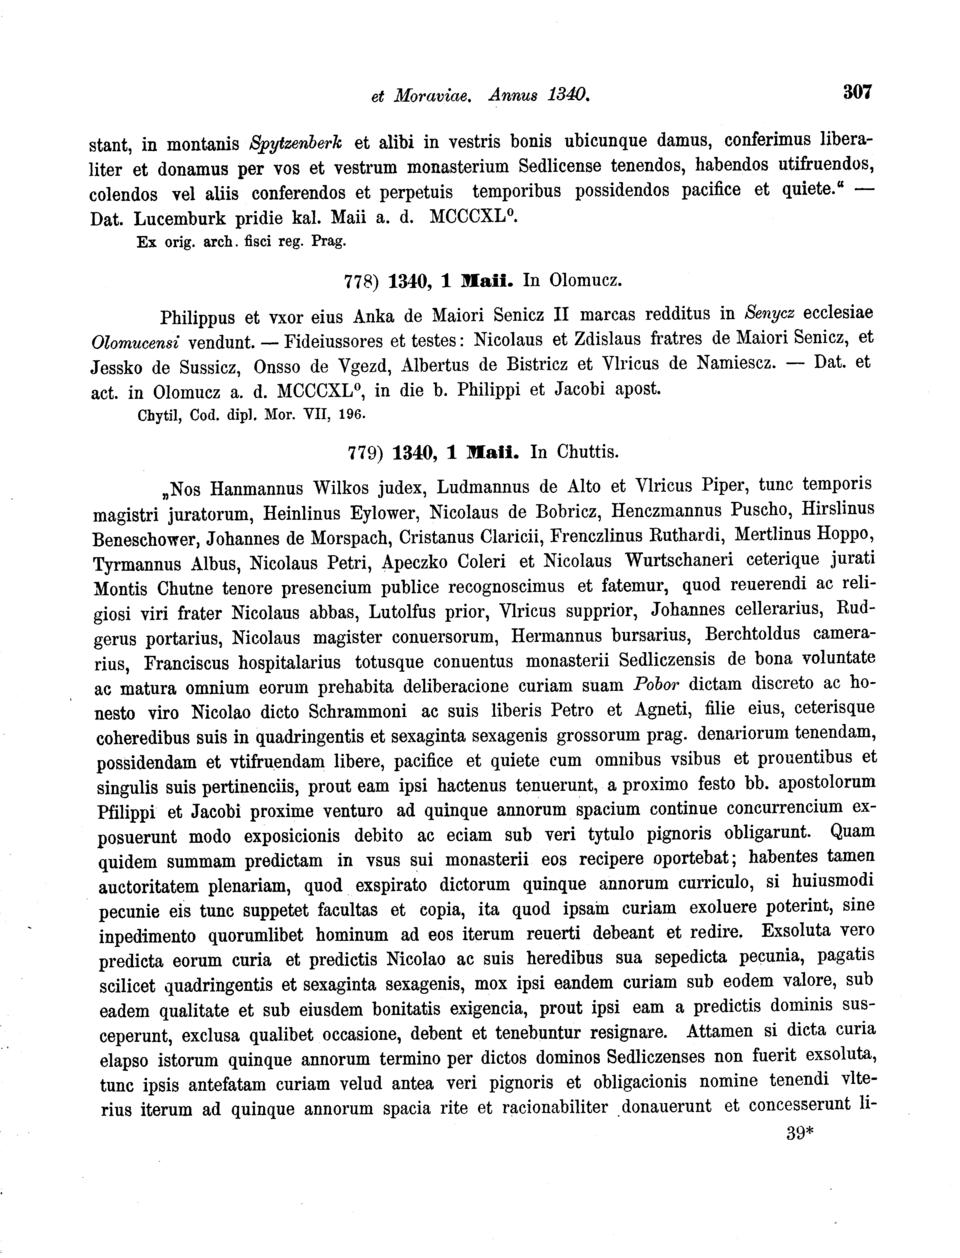 et Moraviae. Annus 1340. 307
stant, in montanis Spytzenberk et alibi in vestris bonis ubicunque damus, conferimus libera-
liter et donamus per vos et vestrum monasterium Sedlicense tenendos, habendos utifruendos,
colendos vel aliis conferendos et perpetuis temporibus possidendos pacifice et quiete.“ —
Dat. Lucemburk pridie kal. Maii a. d. MCCCXL⁰.
Ex orig. arch. fisci reg. Prag.
778) 1340, 1 Maii. In Olomucz.
Philippus et vxor eius Anka de Maiori Senicz II marcas redditus in Senycz ecclesiae
Olomucensi vendunt. — Fideiussores et testes: Nicolaus et Zdislaus fratres de Maiori Senicz, et
Jessko de Sussicz, Onsso de Vgezd, Albertus de Bistricz et Vlricus de Namiescz. — Dat. et
act. in Olomucz a. d. MCCCXL⁰, in die b. Philippi et Jacobi apost.
Chytil, Cod. dipl. Mor. VII, 196.
779) 1340, 1 Maii. In Chuttis.
„Nos Hanmannus Wilkos judex, Ludmannus de Alto et Vlricus Piper, tunc temporis
magistri juratorum, Heinlinus Eylower, Nicolaus de Bobricz, Henczmannus Puscho, Hirslinus
Beneschower, Johannes de Morspach, Cristanus Claricii, Frenczlinus Ruthardi, Mertlinus Hoppo,
Tyrmannus Albus, Nicolaus Petri, Apeczko Coleri et Nicolaus Wurtschaneri ceterique jurati
Montis Chutne tenore presencium publice recognoscimus et fatemur, quod reuerendi ac reli-
giosi viri frater Nicolaus abbas, Lutolfus prior, Vlricus supprior, Johannes cellerarius, Rud-
gerus portarius, Nicolaus magister conuersorum, Hermannus bursarius, Berchtoldus camera-
rius, Franciscus hospitalarius totusque conuentus monasterii Sedliczensis de bona voluntate
ac matura omnium eorum prehabita deliberacione curiam suam Pobor dictam discreto ac ho-
nesto viro Nicolao dicto Schrammoni ac suis liberis Petro et Agneti, filie eius, ceterisque
coheredibus suis in quadringentis et sexaginta sexagenis grossorum prag. denariorum tenendam,
possidendam et vtifruendam libere, pacifice et quiete cum omnibus vsibus et prouentibus et
singulis suis pertinenciis, prout eam ipsi hactenus tenuerunt, a proximo festo bb. apostolorum
Pfilippi et Jacobi proxime venturo ad quinque annorum spacium continue concurrencium ex-
posuerunt modo exposicionis debito ac eciam sub veri tytulo pignoris obligarunt. Quam
quidem summam predictam in vsus sui monasterii eos recipere oportebat; habentes tamen
auctoritatem plenariam, quod exspirato dictorum quinque annorum curriculo, si huiusmodi
pecunie eis tunc suppetet facultas et copia, ita quod ipsam curiam exoluere poterint, sine
inpedimento quorumlibet hominum ad eos iterum reuerti debeant et redire. Exsoluta vero
predicta eorum curia et predictis Nicolao ac suis heredibus sua sepedicta pecunia, pagatis
scilicet quadringentis et sexaginta sexagenis, mox ipsi eandem curiam sub eodem valore, sub
eadem qualitate et sub eiusdem bonitatis exigencia, prout ipsi eam a predictis dominis sus-
ceperunt, exclusa qualibet occasione, debent et tenebuntur resignare. Attamen si dicta curia
elapso istorum quinque annorum termino per dictos dominos Sedliczenses non fuerit exsoluta,
tunc ipsis antefatam curiam velud antea veri pignoris et obligacionis nomine tenendi vlte-
rius iterum ad quinque annorum spacia rite et racionabiliter donauerunt et concesserunt li-
39*